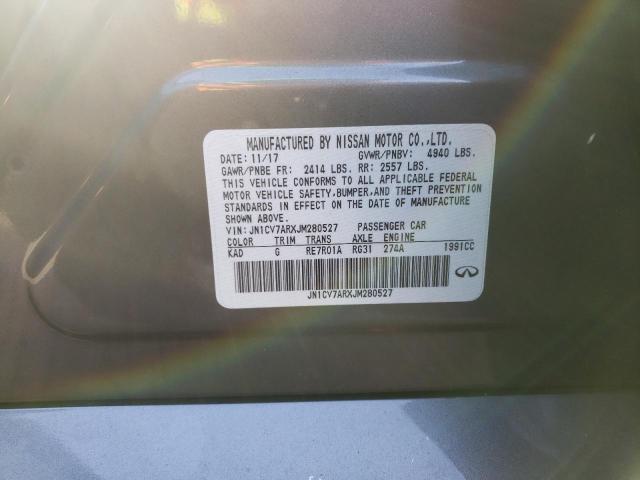 MANUFACTURED BY NISSAN MOTOR CO.,LTD.
DATE: 11/17 GVWR/PNBV: 4940 LBS.
GAWR/PNBE FR: 2414 LBS. RR: 2557 LBS.
THIS VEHICLE CONFORMS TO ALL APPLICABLE FEDERAL
MOTOR VEHICLE SAFETY,BUMPER,AND THEFT PREVENTION
STANDARDS IN EFFECT ON THE DATE OF MANUFACTURE
SHOWN ABOVE.
VIN: JN1CV7ARXJM280527 PASSENGER CAR
COLOR TRIM TRANS AXLE ENGINE
KAD G RE7R01A RG31 274A 1991CC
JN1CV7ARXJM280527